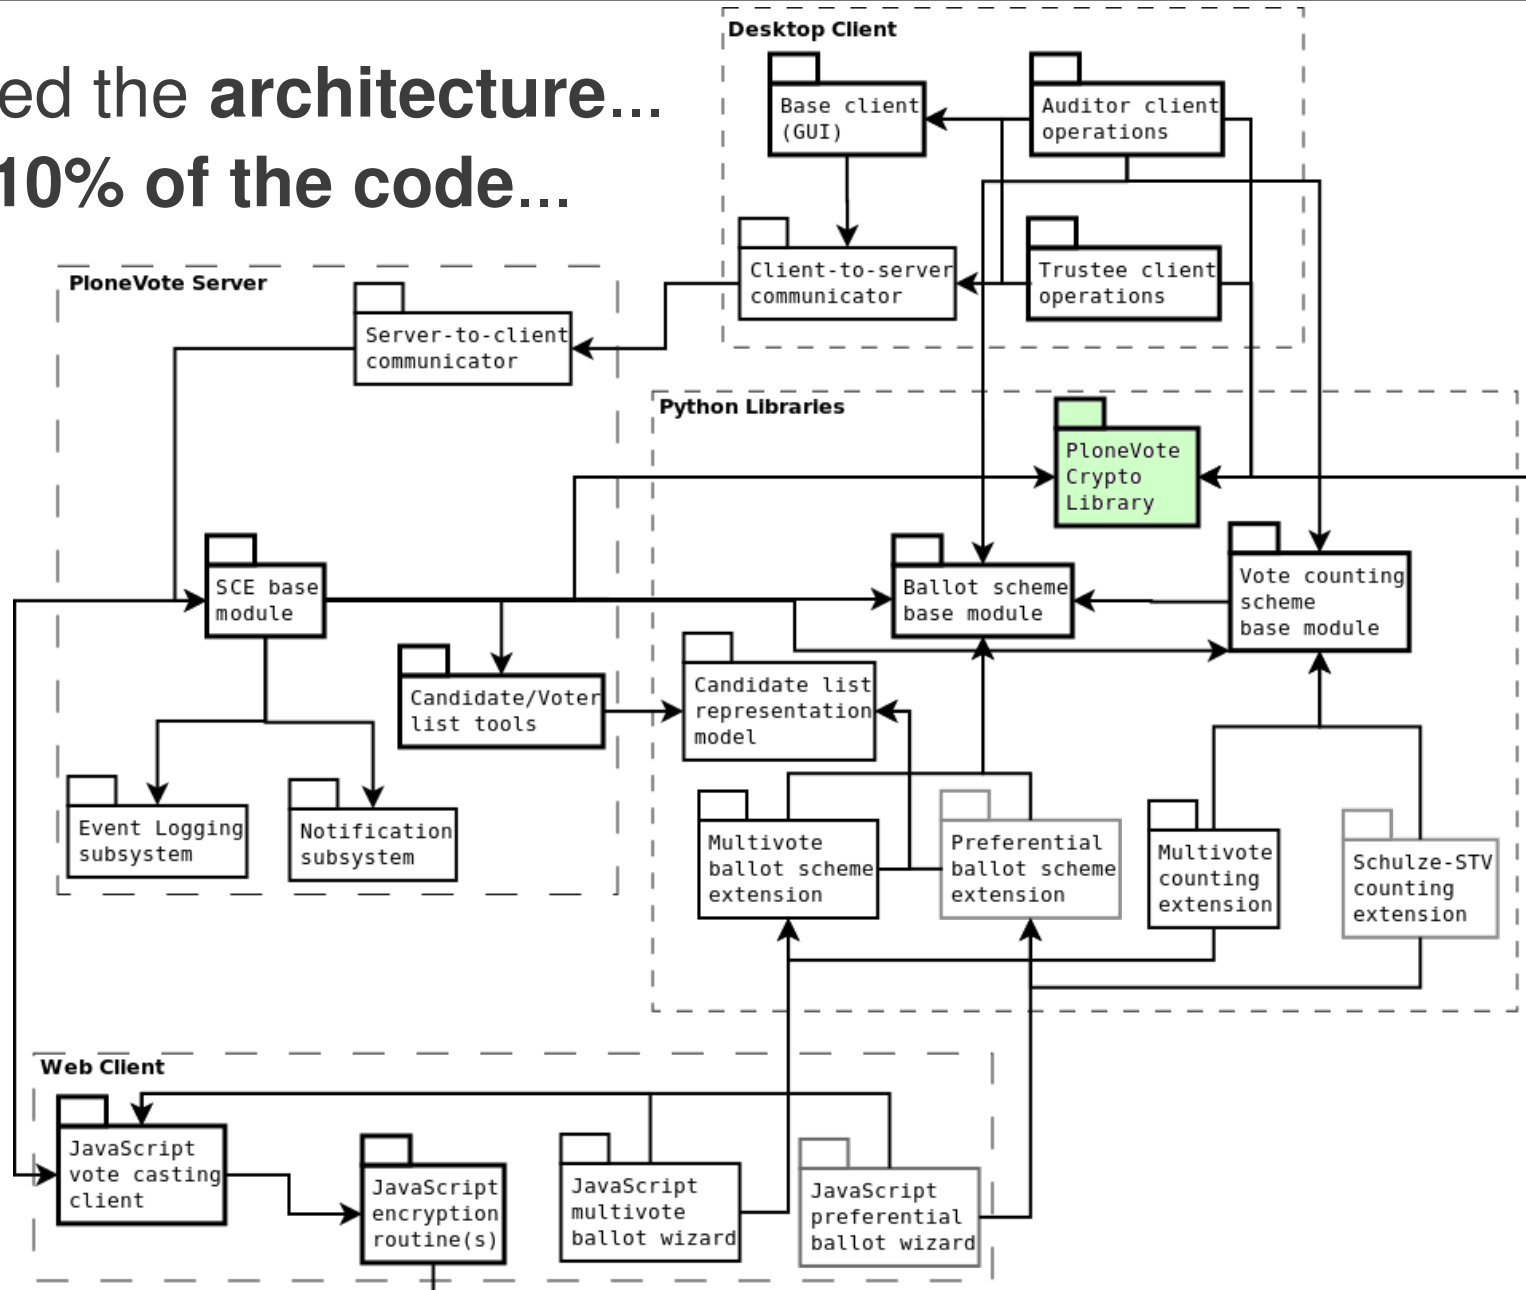 ed the architecture...
10% of the code...
Desktop Client
Base client
(GUI)
Auditor client
operations
Client-to-server
communicator
Trustee client
operations
PloneVote Server
Server-to-client
communicator
SCE base
module
Candidate/Voter
list tools
Event Logging
subsystem
Notification
subsystem
Python Libraries
PloneVote
Crypto
Library
Ballot scheme
base module
Vote counting
scheme
base module
Candidate list
representation
model
Multivote
ballot scheme
extension
Preferential
ballot scheme
extension
Multivote
counting
extension
Schulze-STV
counting
extension
Web Client
JavaScript
vote casting
client
JavaScript
encryption
routine(s)
JavaScript
multivote
ballot wizard
JavaScript
preferential
ballot wizard